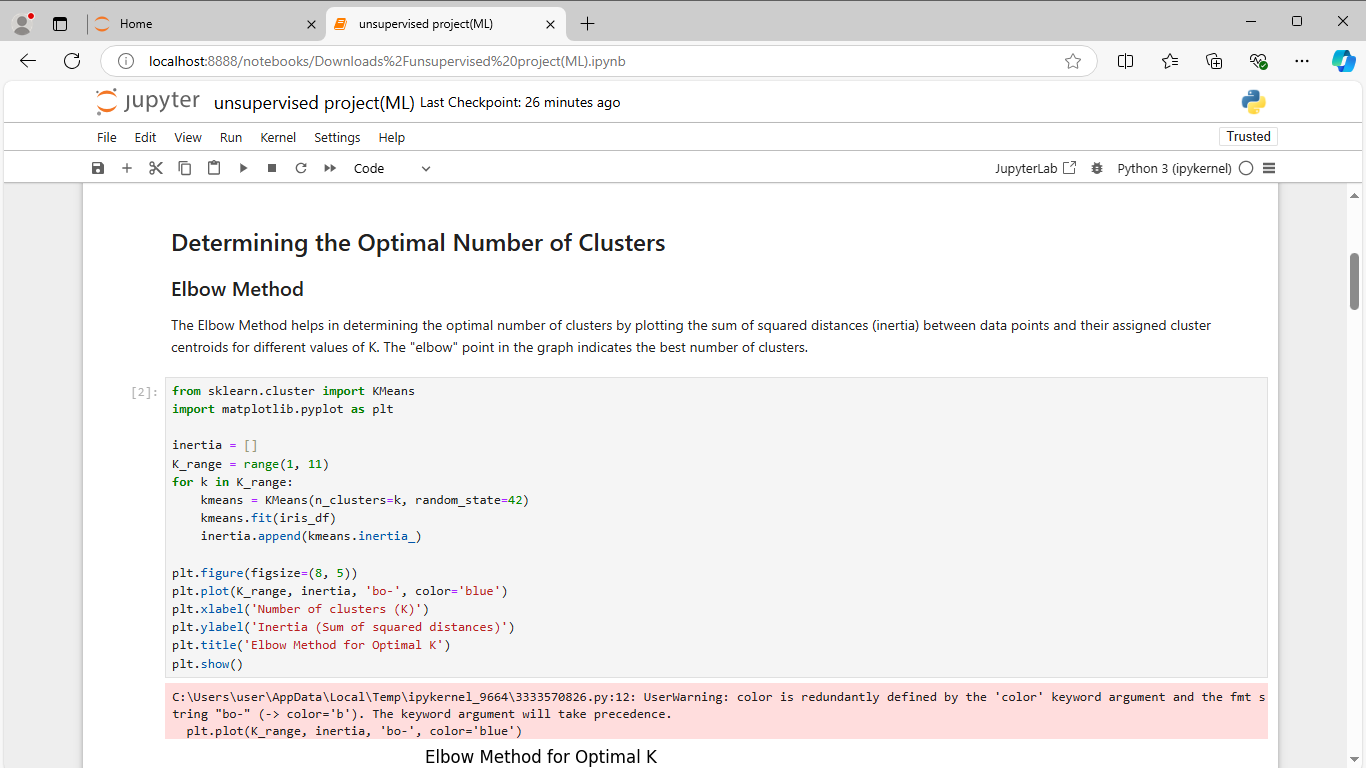 Home
unsupervised project(ML)
localhost:8888/notebooks/Downloads%2Funsupervised%20project(ML).ipynb
jupyter unsupervised project(ML) Last Checkpoint: 26 minutes ago
File Edit View Run Kernel Settings Help Trusted
Code JupyterLab Python 3 (ipykernel)
Determining the Optimal Number of Clusters
Elbow Method
The Elbow Method helps in determining the optimal number of clusters by plotting the sum of squared distances (inertia) between data points and their assigned cluster
centroids for different values of K. The "elbow" point in the graph indicates the best number of clusters.
[2]: from sklearn.cluster import KMeans
import matplotlib.pyplot as plt
inertia = []
K_range = range(1, 11)
for k in K_range:
    kmeans = KMeans(n_clusters=k, random_state=42)
    kmeans.fit(iris_df)
    inertia.append(kmeans.inertia_)
plt.figure(figsize=(8, 5))
plt.plot(K_range, inertia, 'bo-', color='blue')
plt.xlabel('Number of clusters (K)')
plt.ylabel('Inertia (Sum of squared distances)')
plt.title('Elbow Method for Optimal K')
plt.show()
C:\Users\user\AppData\Local\Temp\ipykernel_9664\3333570826.py:12: UserWarning: color is redundantly defined by the 'color' keyword argument and the fmt s
tring "bo-" (-> color='b'). The keyword argument will take precedence.
  plt.plot(K_range, inertia, 'bo-', color='blue')
Elbow Method for Optimal K